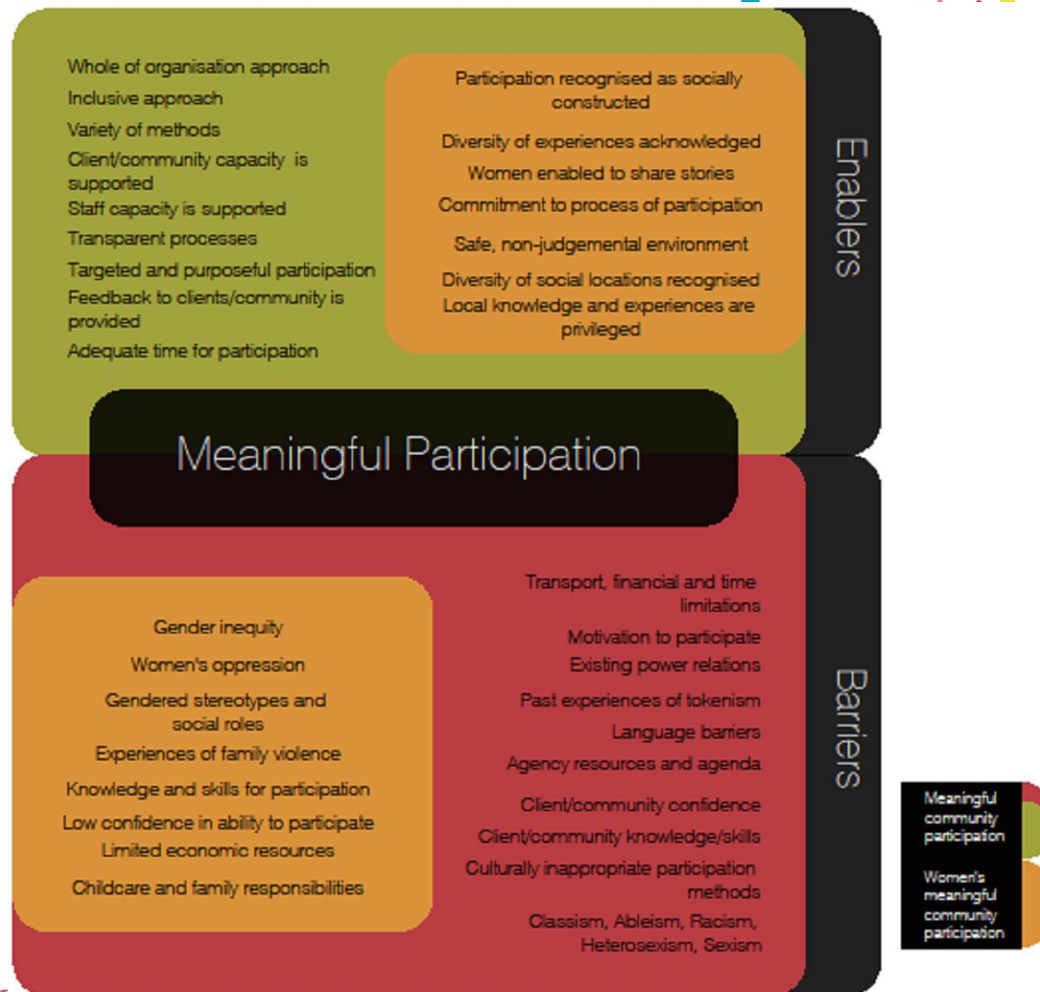 Whole of organisation approach
Inclusive approach
Variety of methods
Client/community capacity is
supported
Staff capacity is supported
Transparent processes
Targeted and purposeful participation
Feedback to clients/community is
provided
Adequate time for participation
Participation recognised as socially
constructed
Diversity of experiences acknowledged
Women enabled to share stories
Commitment to process of participation
Safe, non-judgemental environment
Diversity of social locations recognised
Local knowledge and experiences are
privileged
Enablers
Meaningful Participation
Gender inequity
Women's oppression
Gendered stereotypes and
social roles
Experiences of family violence
Knowledge and skills for participation
Low confidence in ability to participate
Limited economic resources
Childcare and family responsibilities
Transport, financial and time
limitations
Motivation to participate
Existing power relations
Past experiences of tokenism
Language barriers
Agency resources and agenda
Client/community confidence
Client/community knowledge/skills
Culturally inappropriate participation
methods
Classism, Ableism, Racism,
Heterosexism, Sexism
Barriers
Meaningful
community
participation
Women's
meaningful
community
participation